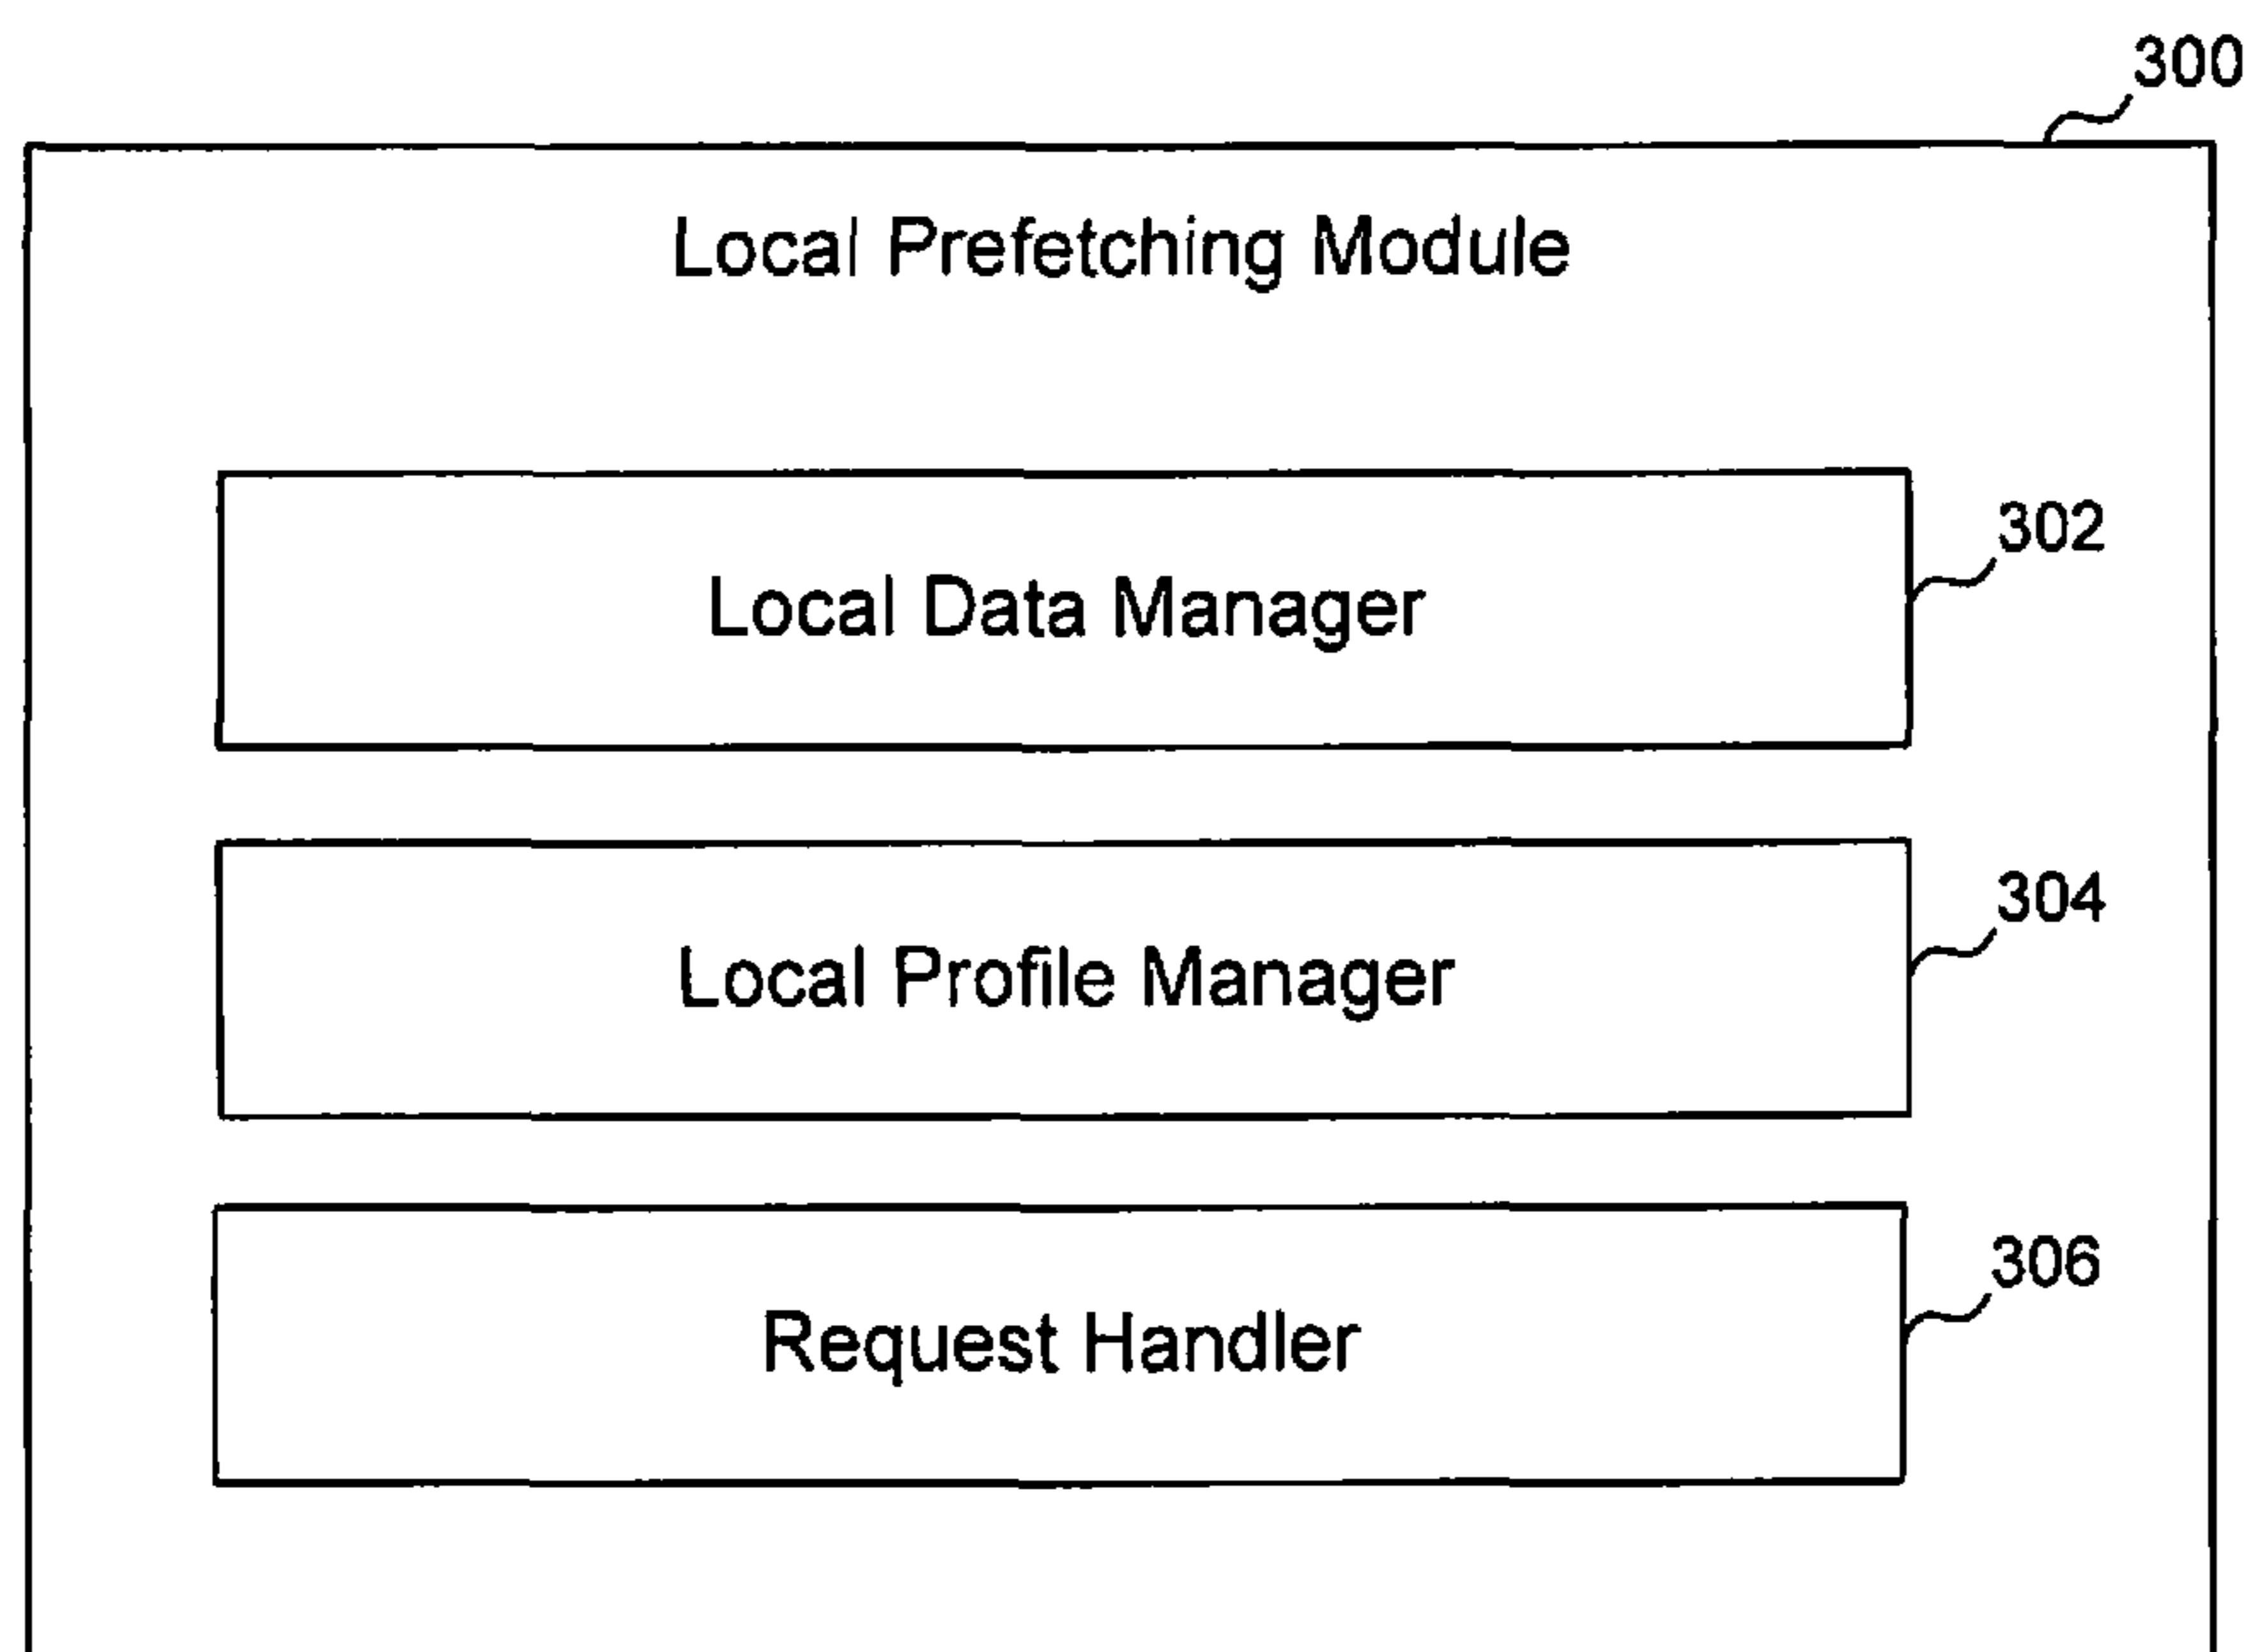 300
Local Prefetching Module
302
Local Data Manager
304
Local Profile Manager
306
Request Handler